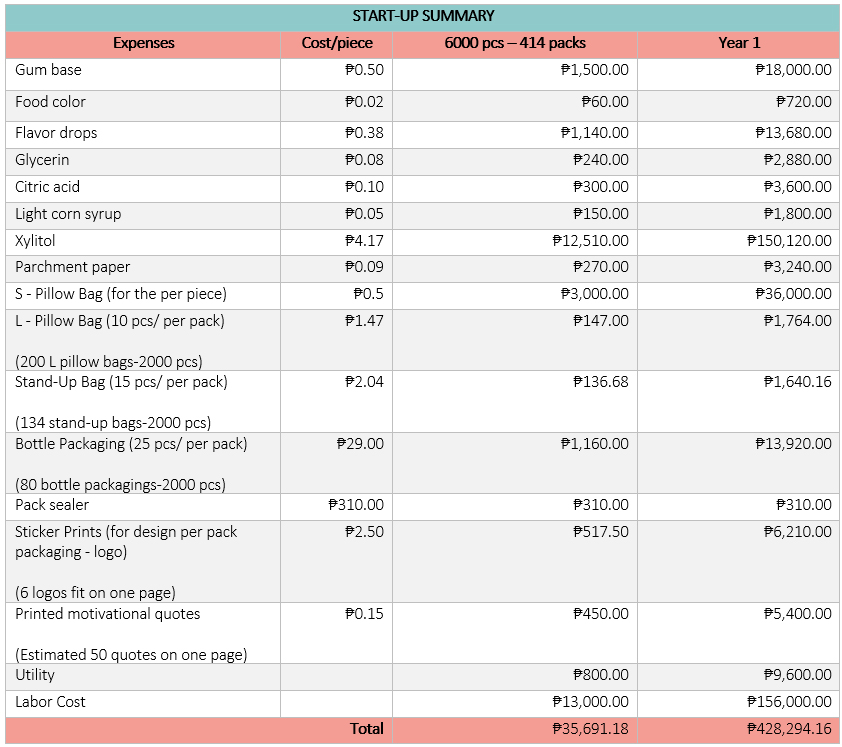 START-UP SUMMARY
Expenses Cost/piece 6000 pcs – 414 packs Year 1
Gum base ₱0.50 ₱1,500.00 ₱18,000.00
Food color ₱0.02 ₱60.00 ₱720.00
Flavor drops ₱0.38 ₱1,140.00 ₱13,680.00
Glycerin ₱0.08 ₱240.00 ₱2,880.00
Citric acid ₱0.10 ₱300.00 ₱3,600.00
Light corn syrup ₱0.05 ₱150.00 ₱1,800.00
Xylitol ₱4.17 ₱12,510.00 ₱150,120.00
Parchment paper ₱0.09 ₱270.00 ₱3,240.00
S - Pillow Bag (for the per piece) ₱0.5 ₱3,000.00 ₱36,000.00
L - Pillow Bag (10 pcs/ per pack) ₱1.47 ₱147.00 ₱1,764.00
(200 L pillow bags-2000 pcs)
Stand-Up Bag (15 pcs/ per pack) ₱2.04 ₱136.68 ₱1,640.16
(134 stand-up bags-2000 pcs)
Bottle Packaging (25 pcs/ per pack) ₱29.00 ₱1,160.00 ₱13,920.00
(80 bottle packagings-2000 pcs)
Pack sealer ₱310.00 ₱310.00 ₱310.00
Sticker Prints (for design per pack ₱2.50 ₱517.50 ₱6,210.00
packaging - logo)
(6 logos fit on one page)
Printed motivational quotes ₱0.15 ₱450.00 ₱5,400.00
(Estimated 50 quotes on one page)
Utility ₱800.00 ₱9,600.00
Labor Cost ₱13,000.00 ₱156,000.00
Total ₱35,691.18 ₱428,294.16